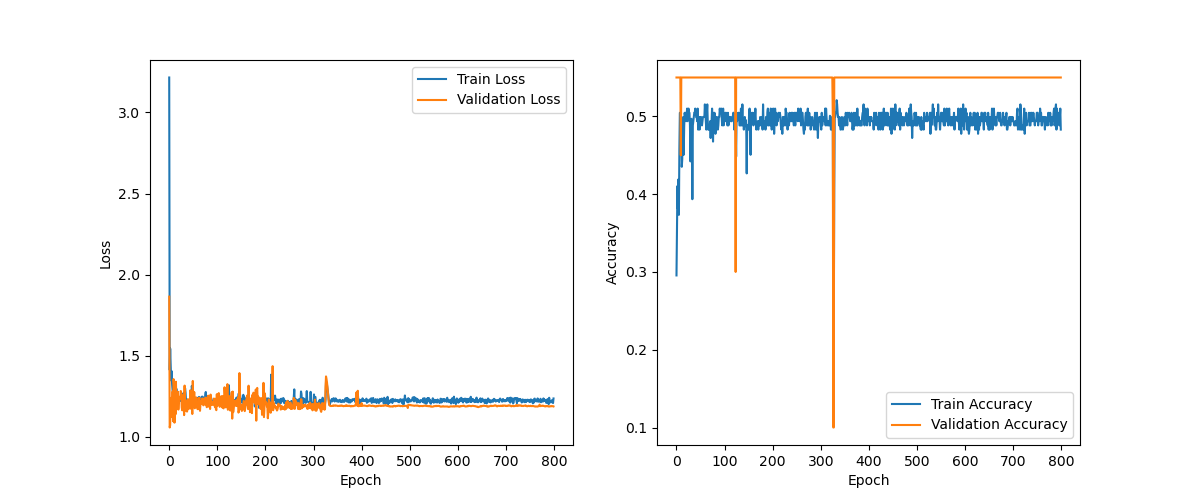 Train Loss
Validation Loss
3.0
2.5
2.0
1.5
1.0
Loss
0 100 200 300 400 500 600 700 800
Epoch
0.5
0.4
0.3
0.2
0.1
Accuracy
Train Accuracy
Validation Accuracy
0 100 200 300 400 500 600 700 800
Epoch